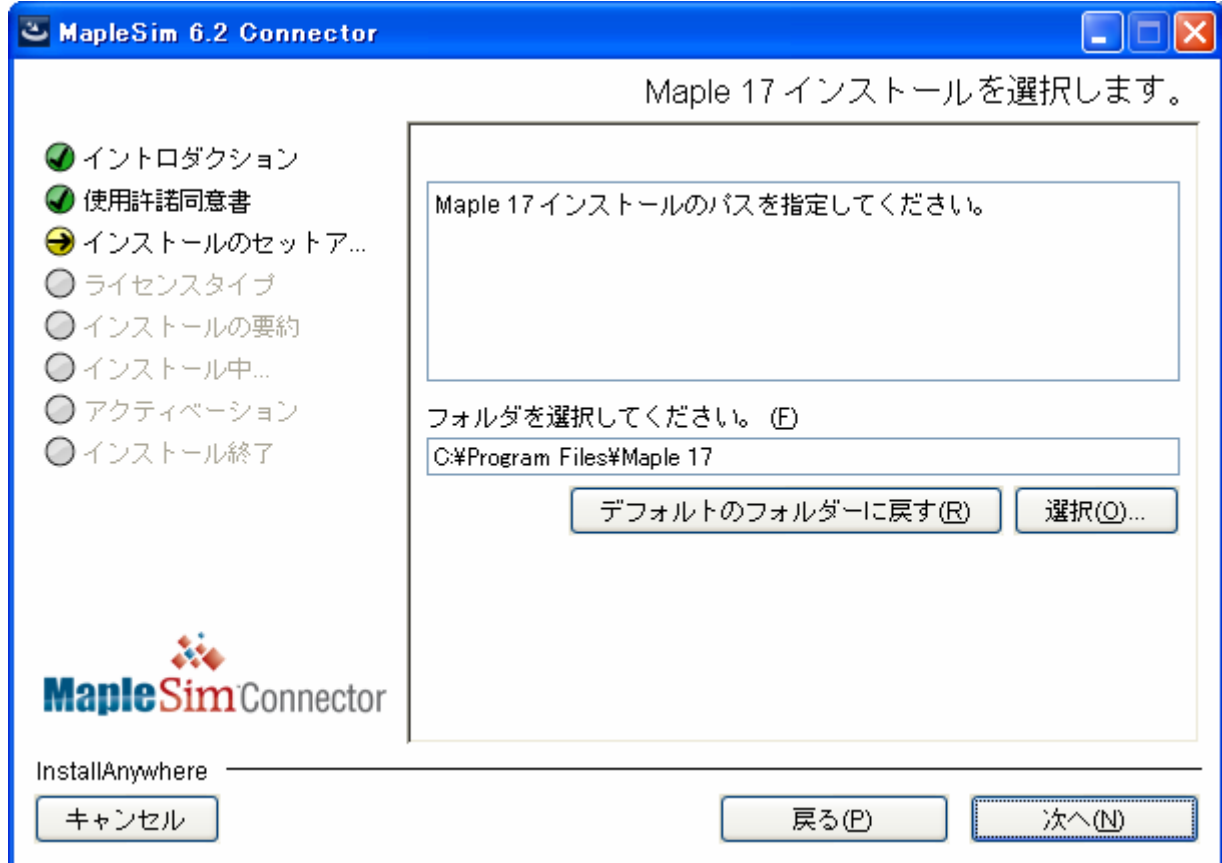 MapleSim 6.2 Connector
Maple 17 インストールを選択します。
イントロダクション
使用許諾同意書
インストールのセットア...
ライセンスタイプ
インストールの要約
インストール中...
アクティベーション
インストール終了
Maple 17 インストールのパスを指定してください。
フォルダを選択してください。 (F)
C:¥Program Files¥Maple 17
デフォルトのフォルダーに戻す(R)
選択(O)...
MapleSim Connector
InstallAnywhere
キャンセル
戻る(P)
次へ(N)